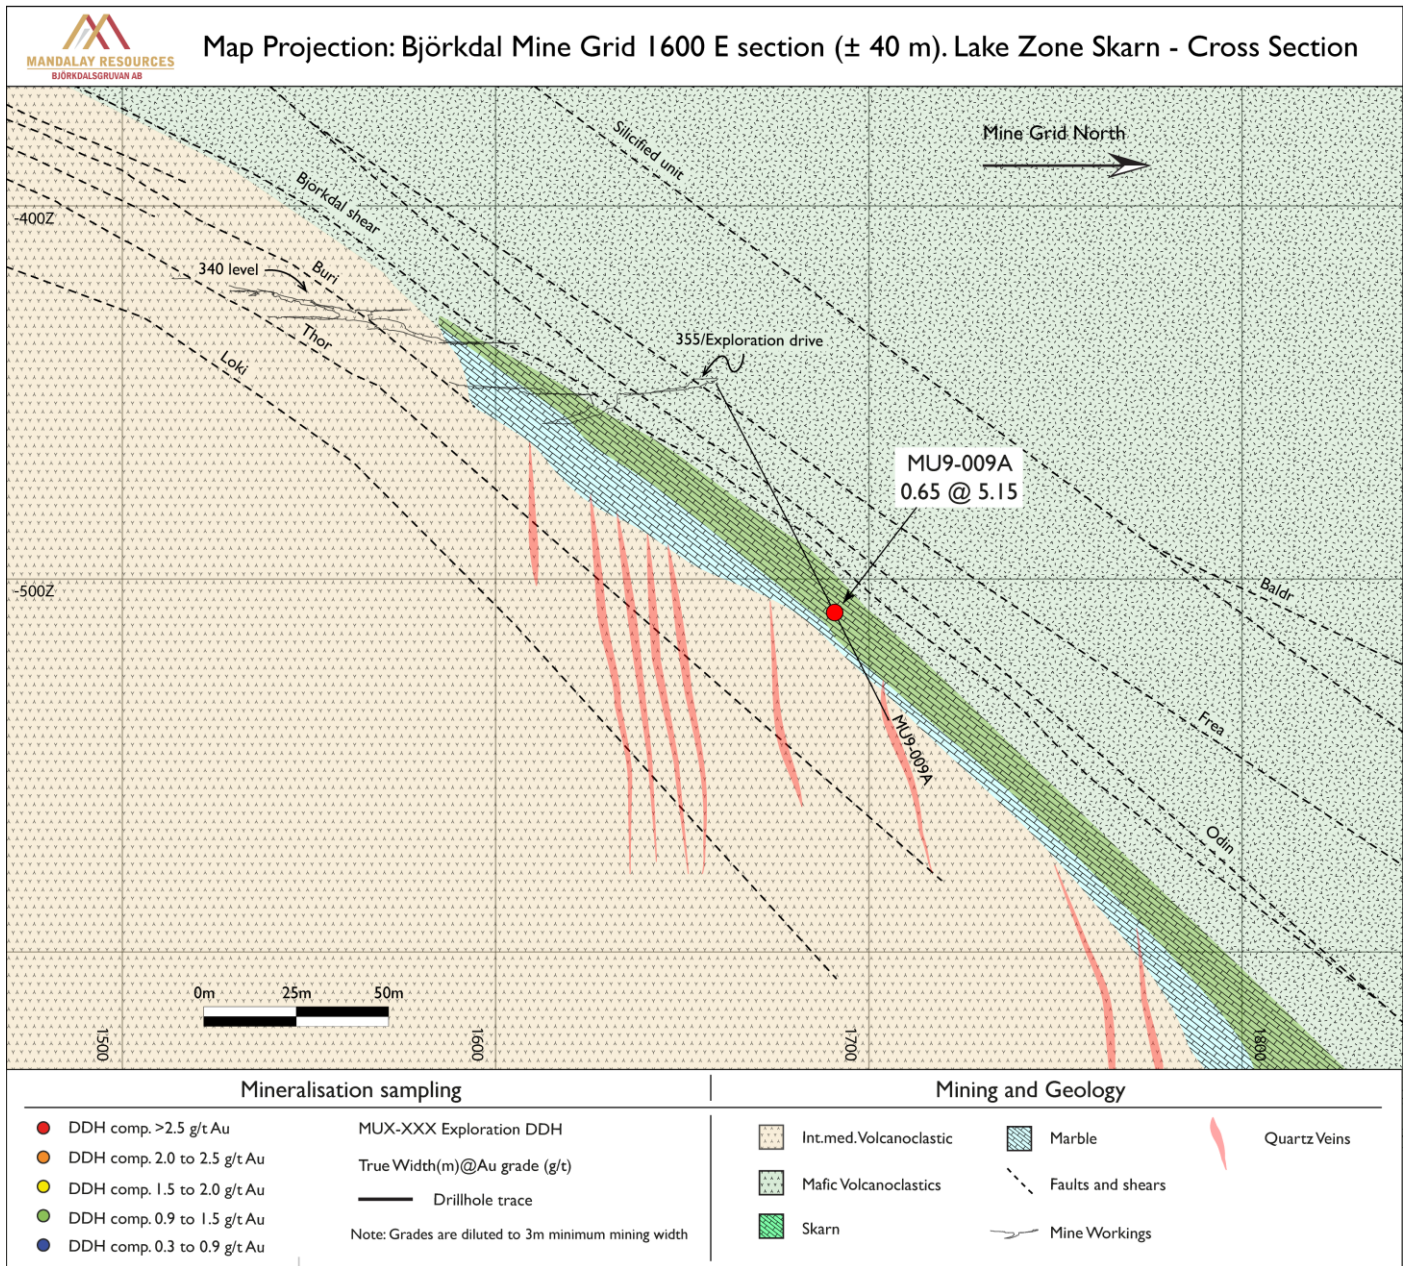 MANDALAY RESOURCES
BJÖRKDALSGRUVAN AB
Map Projection: Björkdal Mine Grid 1600 E section (± 40 m). Lake Zone Skarn - Cross Section
Silicified unit
Mine Grid North
-400Z
Björkdal shear
340 level
Buri
Thor
Loki
355/Exploration drive
MU9-009A
0.65 @ 5.15
-500Z
Baldr
Frea
MU9-009A
Odin
0m 25m 50m
1500
1600
1700
1800
Mineralisation sampling
DDH comp. >2.5 g/t Au
DDH comp. 2.0 to 2.5 g/t Au
DDH comp. 1.5 to 2.0 g/t Au
DDH comp. 0.9 to 1.5 g/t Au
DDH comp. 0.3 to 0.9 g/t Au
MUX-XXX Exploration DDH
True Width(m)@Au grade (g/t)
Drillhole trace
Note: Grades are diluted to 3m minimum mining width
Mining and Geology
Int.med. Volcanoclastic
Mafic Volcanoclastics
Skarn
Marble
Faults and shears
Mine Workings
Quartz Veins